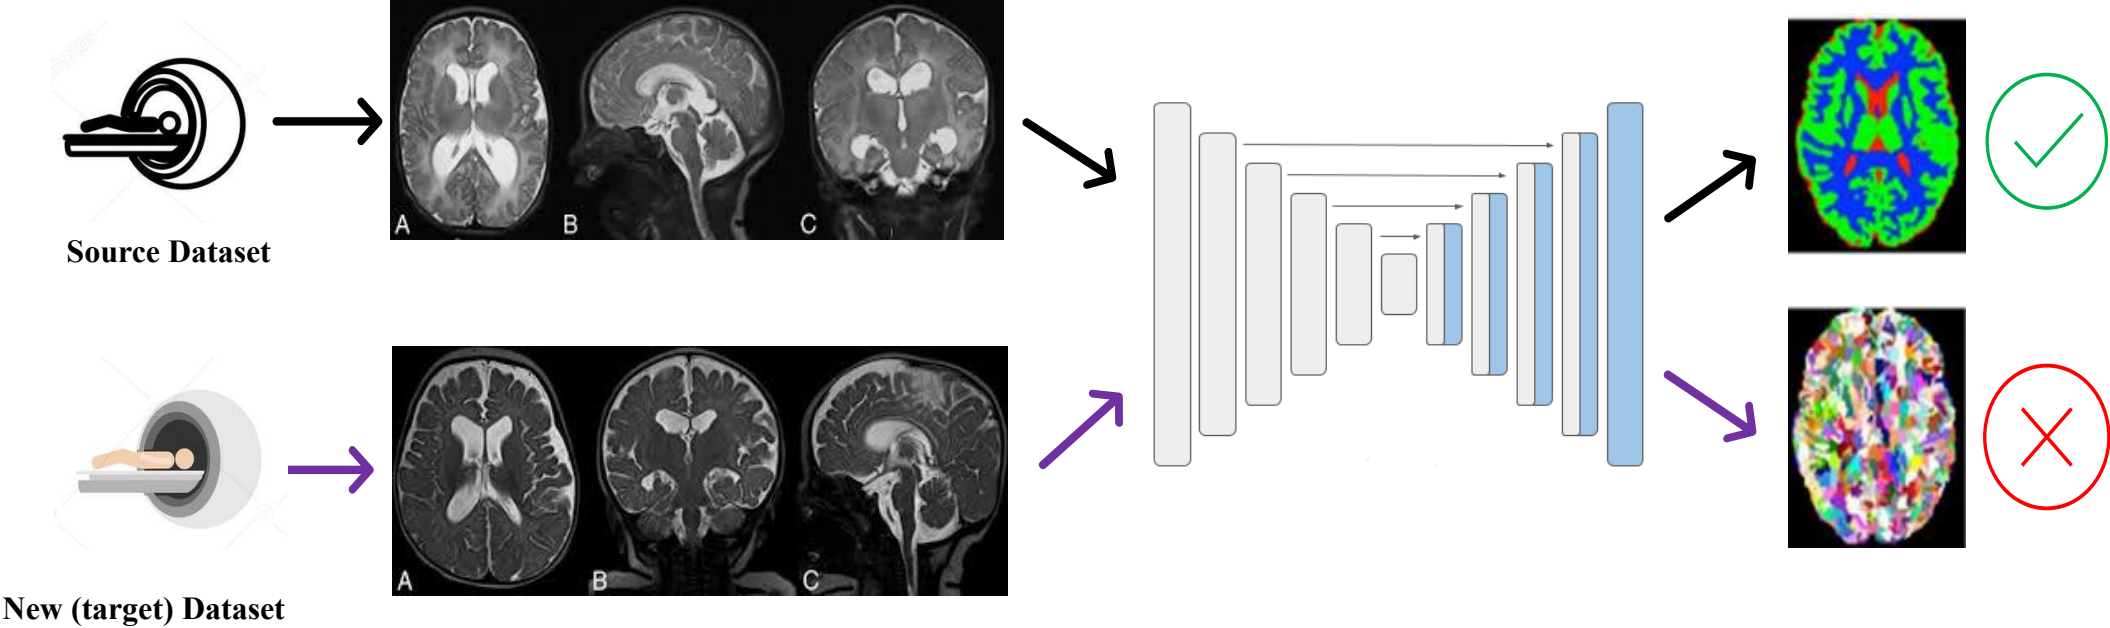 A B C
Source Dataset
A B C
New (target) Dataset